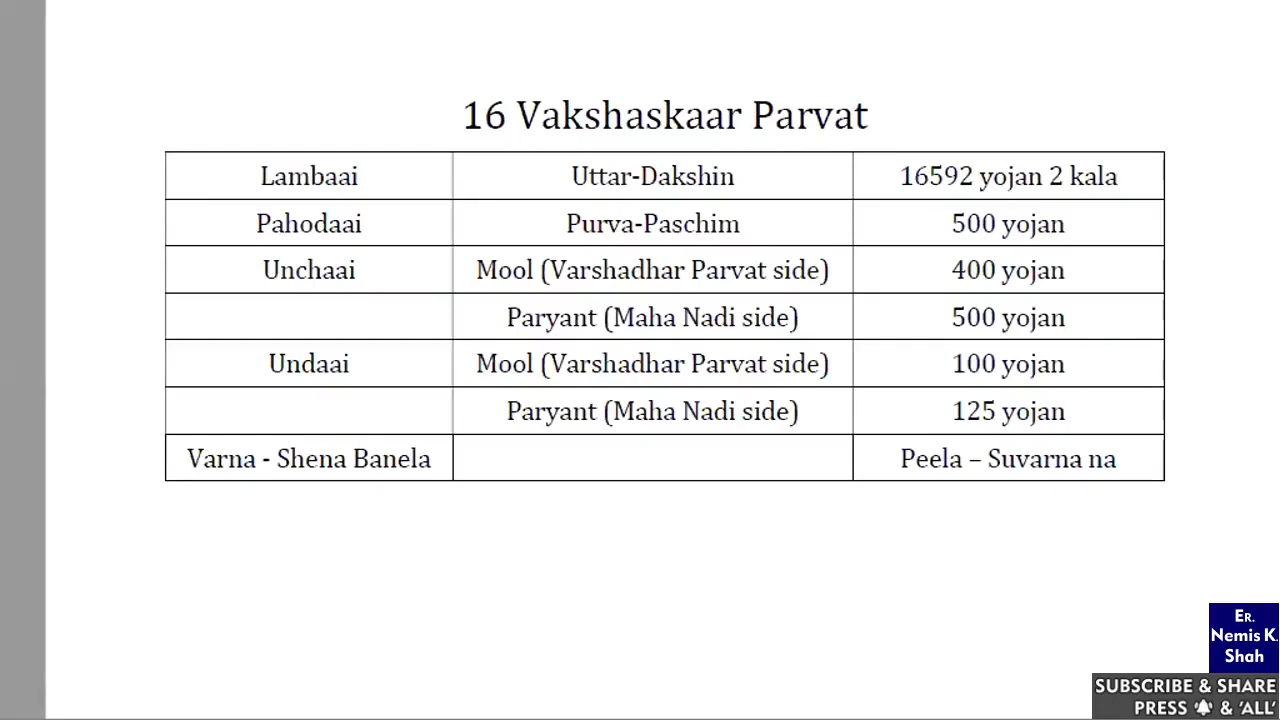 16 Vakshaskaar Parvat
Lambaai Uttar-Dakshin 16592 yojan 2 kala
Pahodaai Purva-Paschim 500 yojan
Unchaai Mool (Varshadhar Parvat side) 400 yojan
Paryant (Maha Nadi side) 500 yojan
Undaai Mool (Varshadhar Parvat side) 100 yojan
Paryant (Maha Nadi side) 125 yojan
Varna - Shena Banela Peela – Suvarna na
Er.
Nemis K.
Shah
SUBSCRIBE & SHARE
PRESS 🔔 & 'ALL'